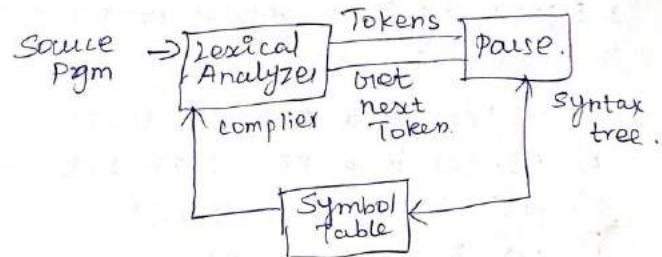 Source
Pgm
Lexical
Analyzer
Tokens
Get
next
Token.
Parse.
complier
Syntax
tree.
Symbol
table